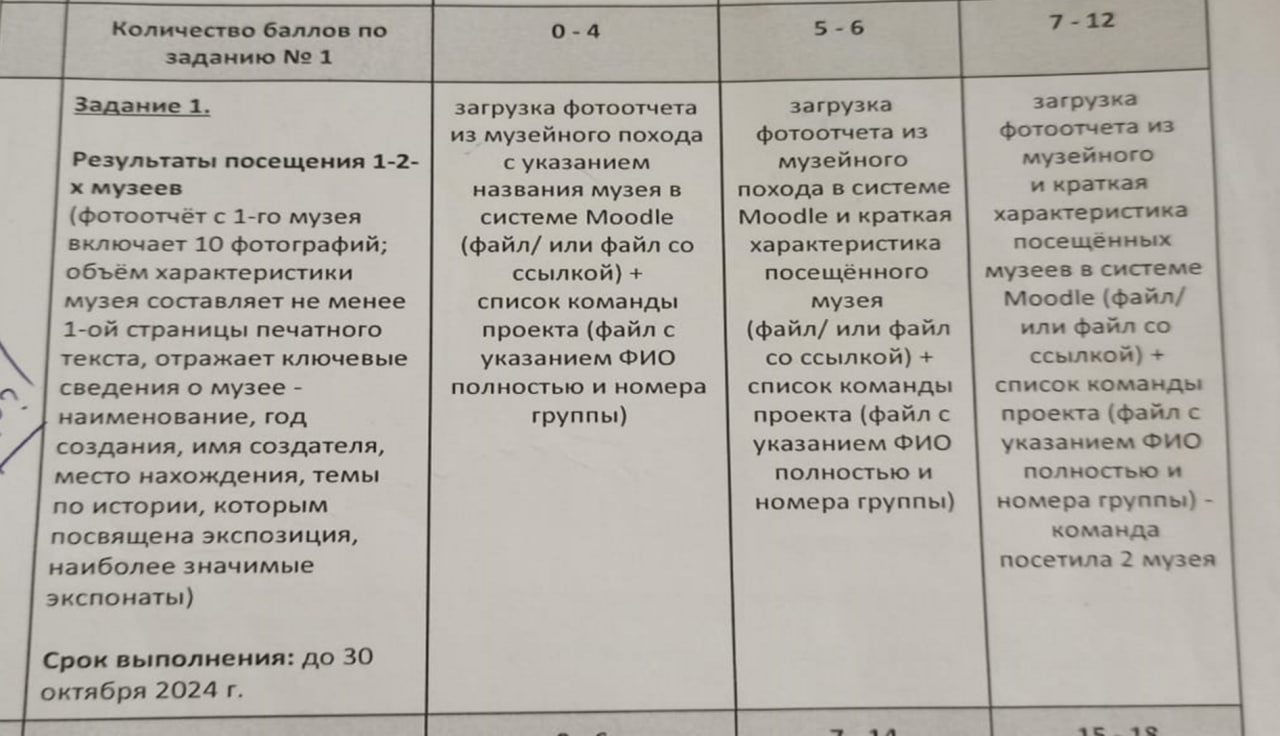 Количество баллов по
заданию № 1
0 - 4
5 - 6
7 - 12
Задание 1.
Результаты посещения 1-2-
х музеев
(фотоотчёт с 1-го музея
включает 10 фотографий;
объём характеристики
музея составляет не менее
1-ой страницы печатного
текста, отражает ключевые
сведения о музее -
наименование, год
создания, имя создателя,
место нахождения, темы
по истории, которым
посвящена экспозиция,
наиболее значимые
экспонаты)
Срок выполнения: до 30
октября 2024 г.
загрузка фотоотчета
из музейного похода
с указанием
названия музея в
системе Moodle
(файл/ или файл со
ссылкой) +
список команды
проекта (файл с
указанием ФИО
полностью и номера
группы)
загрузка
фотоотчета из
музейного
похода в системе
Moodle и краткая
характеристика
посещённого
музея
(файл/ или файл
со ссылкой) +
список команды
проекта (файл с
указанием ФИО
полностью и
номера группы)
загрузка
фотоотчета из
музейного
и краткая
характеристика
посещённых
музеев в системе
Moodle (файл/
или файл со
ссылкой) +
список команды
проекта (файл с
указанием ФИО
полностью и
номера группы) -
команда
посетила 2 музея
7 - 14
15 - 18